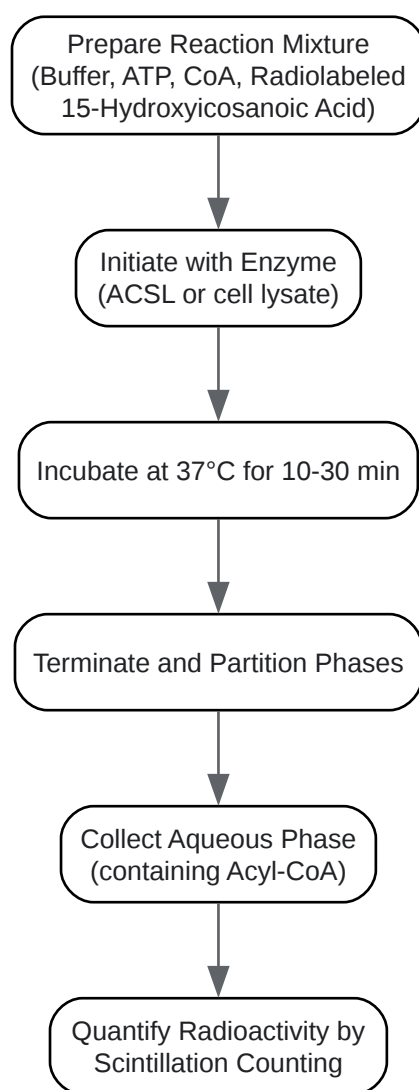 Prepare Reaction Mixture
(Buffer, ATP, CoA, Radiolabeled
15-Hydroxyicosanoic Acid)
Initiate with Enzyme
(ACSL or cell lysate)
Incubate at 37°C for 10-30 min
Terminate and Partition Phases
Collect Aqueous Phase
(containing Acyl-CoA)
Quantify Radioactivity by
Scintillation Counting